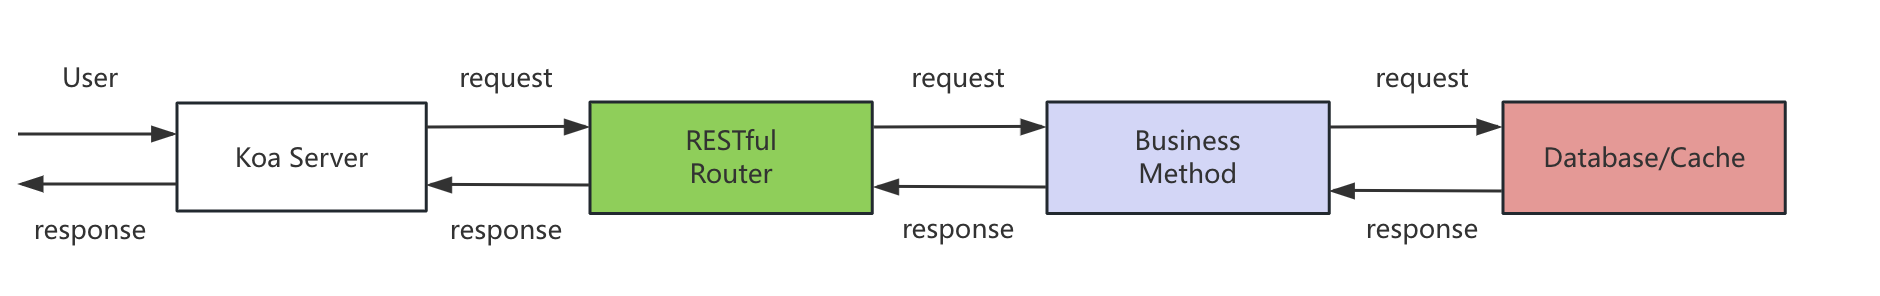 User
request
request
request
Koa Server
RESTful
Router
Business
Method
Database/Cache
response
response
response
response